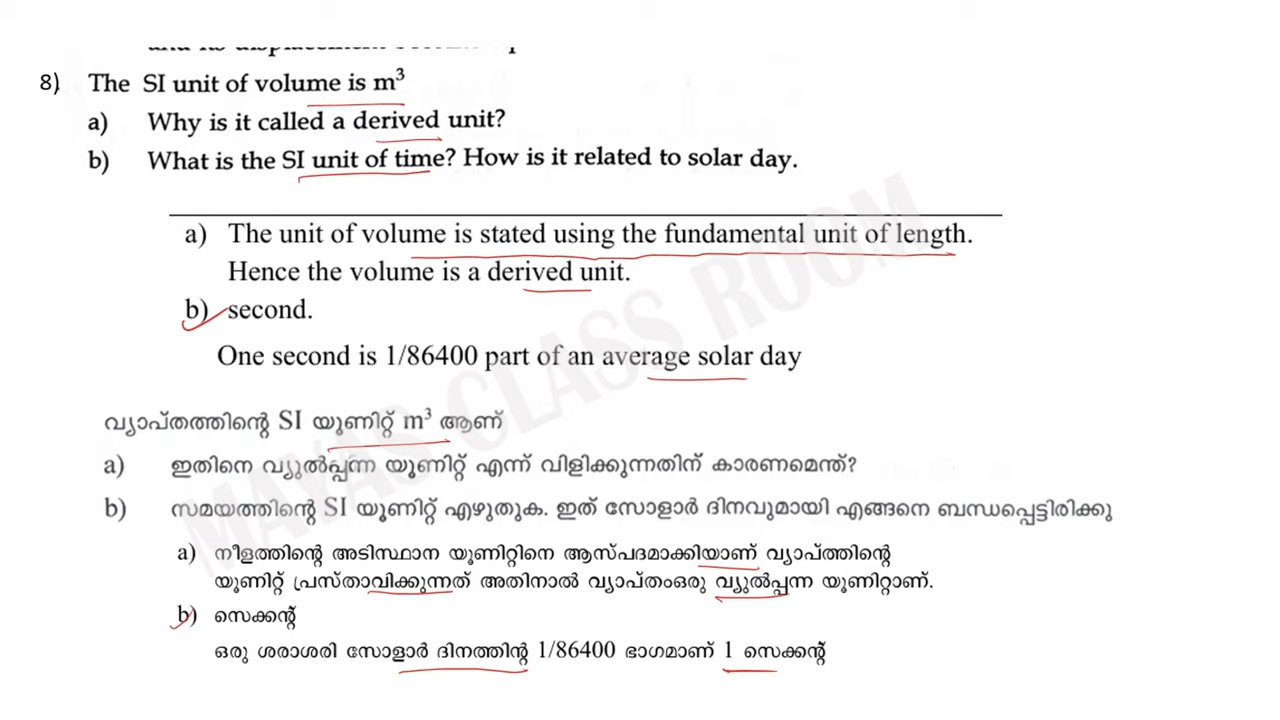 8) The SI unit of volume is m³
a) Why is it called a derived unit?
b) What is the SI unit of time? How is it related to solar day.
a) The unit of volume is stated using the fundamental unit of length.
Hence the volume is a derived unit.
b) second.
One second is 1/86400 part of an average solar day
വ്യാപ്തത്തിന്റെ SI യൂണിറ്റ് m³ ആണ്
a) ഇതിനെ വ്യുൽപ്പന്ന യൂണിറ്റ് എന്ന് വിളിക്കുന്നതിന് കാരണമെന്ത്?
b) സമയത്തിന്റെ SI യൂണിറ്റ് എഴുതുക. ഇത് സോളാർ ദിനവുമായി എങ്ങനെ ബന്ധപ്പെട്ടിരിക്കു
a) നീളത്തിന്റെ അടിസ്ഥാന യൂണിറ്റിനെ ആസ്പദമാക്കിയാണ് വ്യാപ്ത്തിന്റെ
യൂണിറ്റ് പ്രസ്താവിക്കുന്നത് അതിനാൽ വ്യാപ്തംഒരു വ്യുൽപ്പന്ന യൂണിറ്റാണ്.
b) സെക്കന്റ്
ഒരു ശരാശരി സോളാർ ദിനത്തിന്റ 1/86400 ഭാഗമാണ് 1 സെക്കന്റ്
MAYAS CLASS ROOM